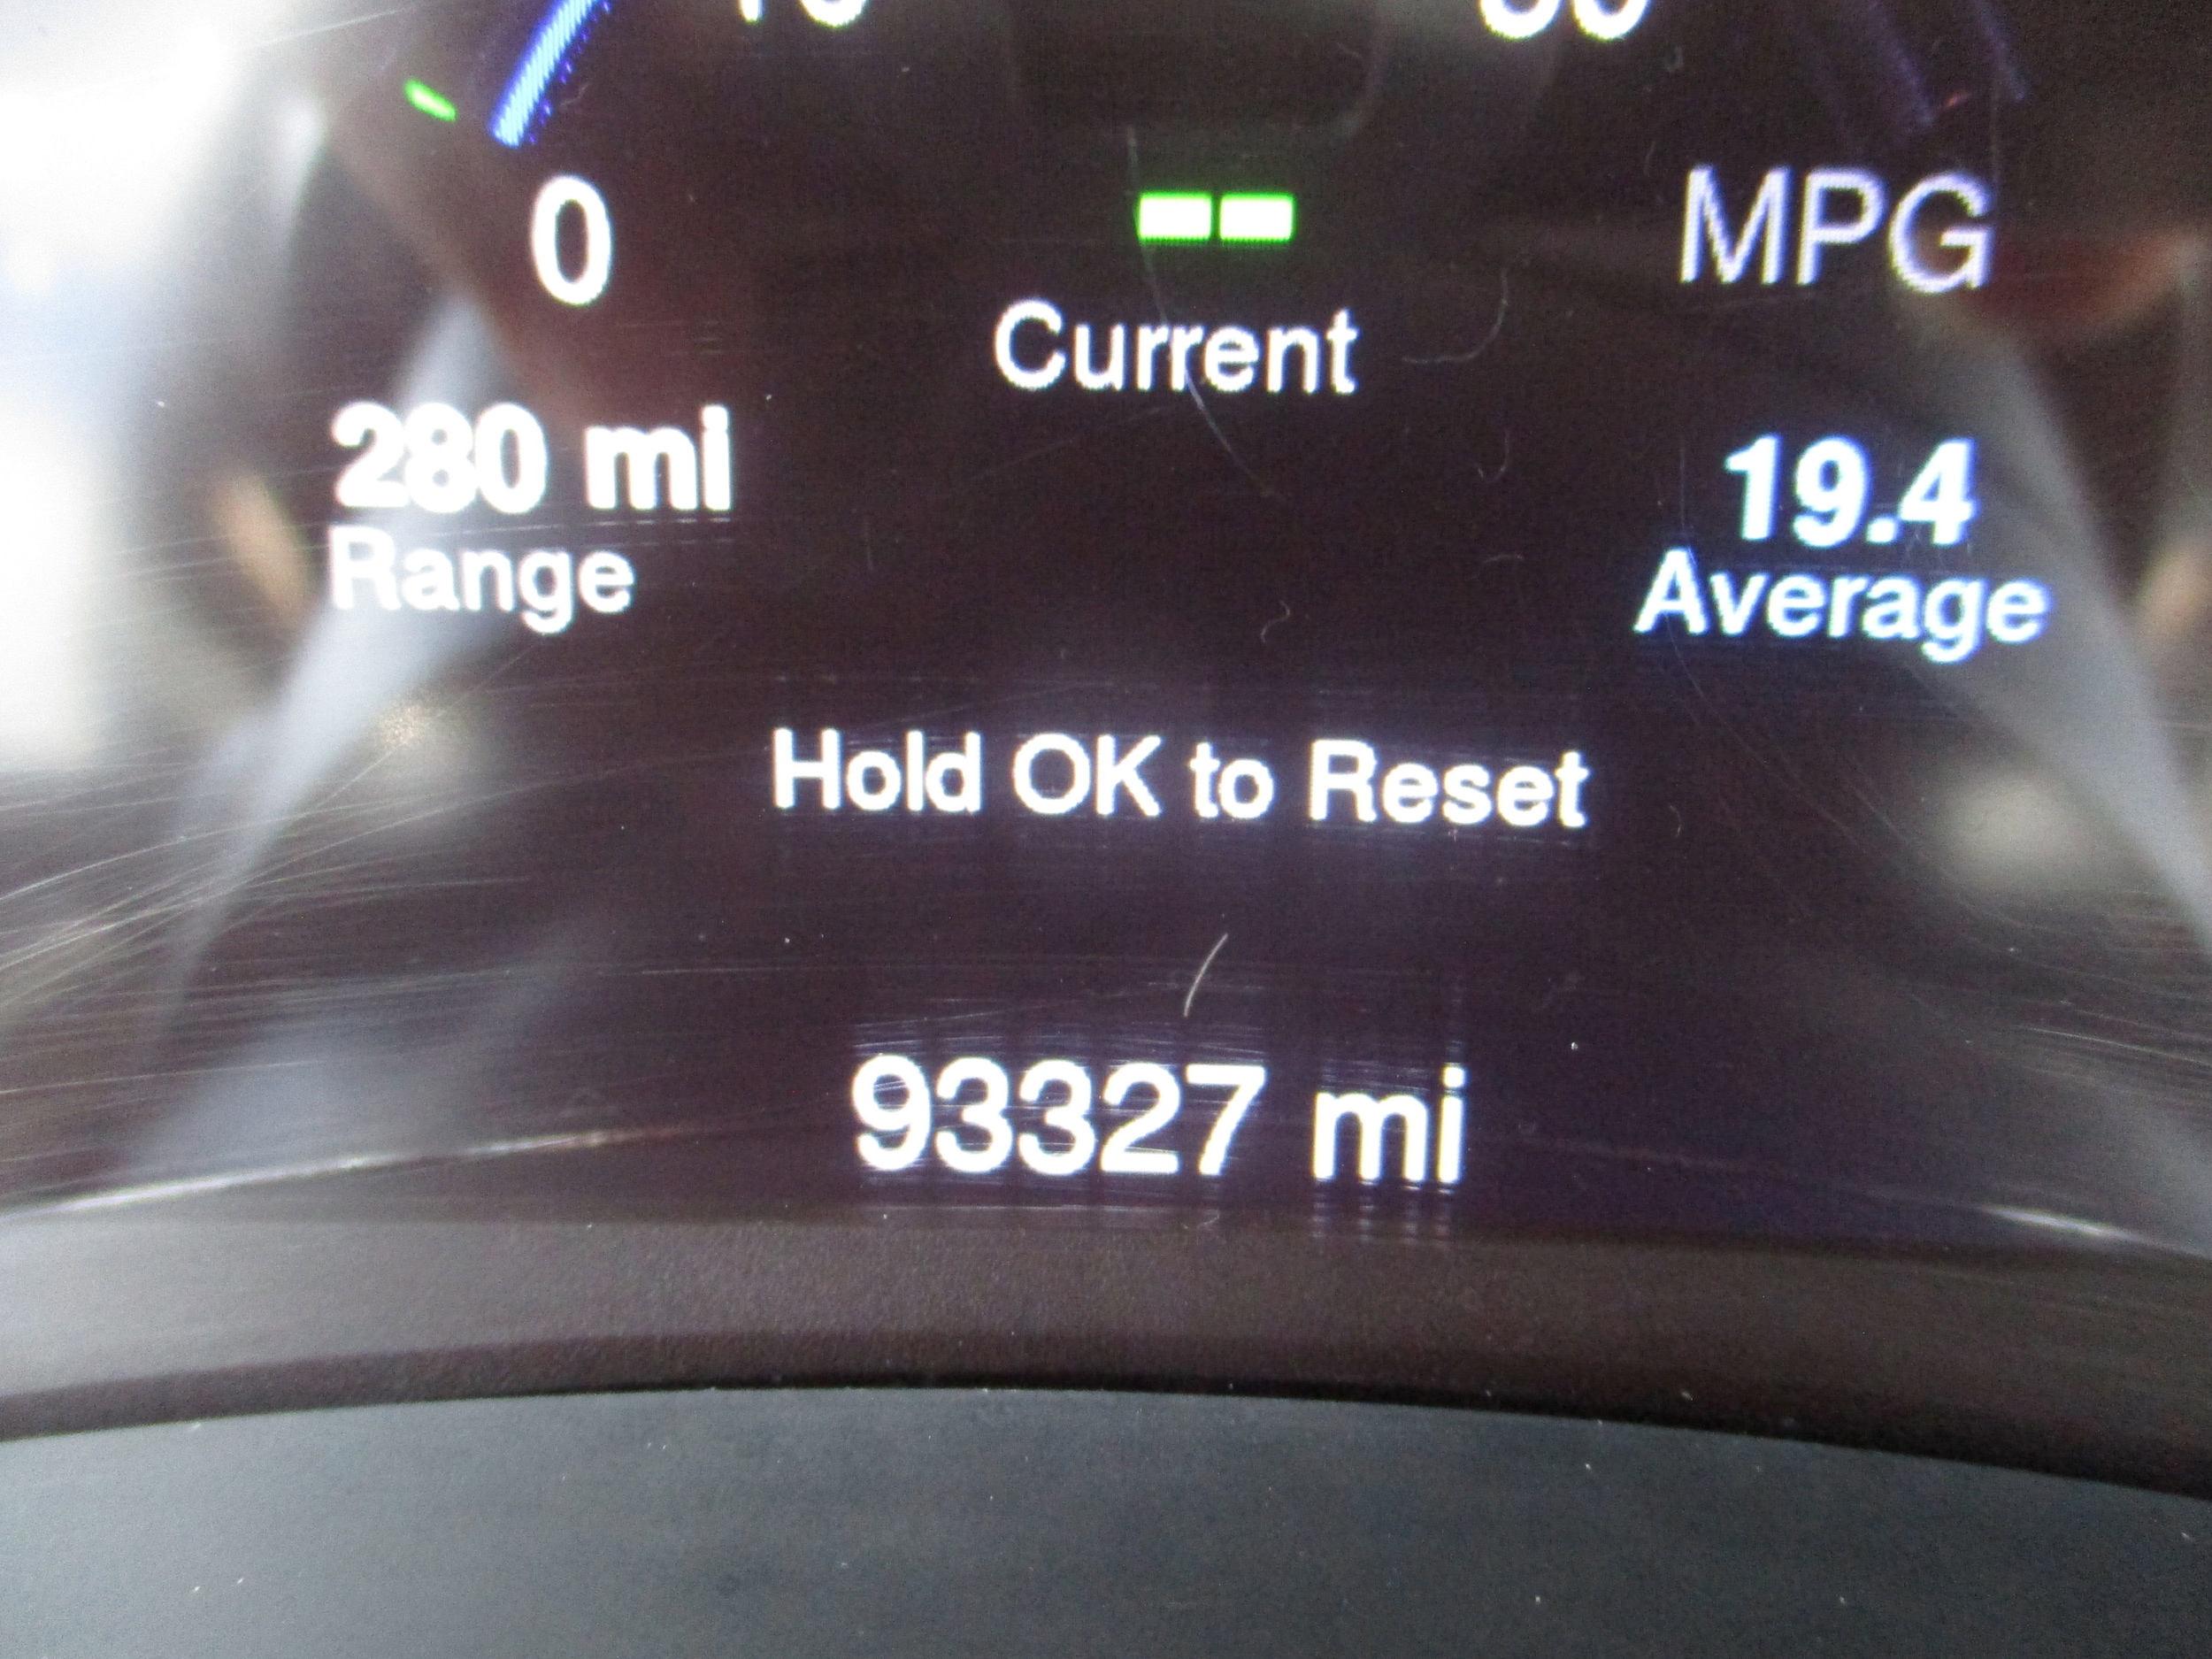 0
MPG
--
Current
280 mi
Range
19.4
Average
Hold OK to Reset
93327 mi